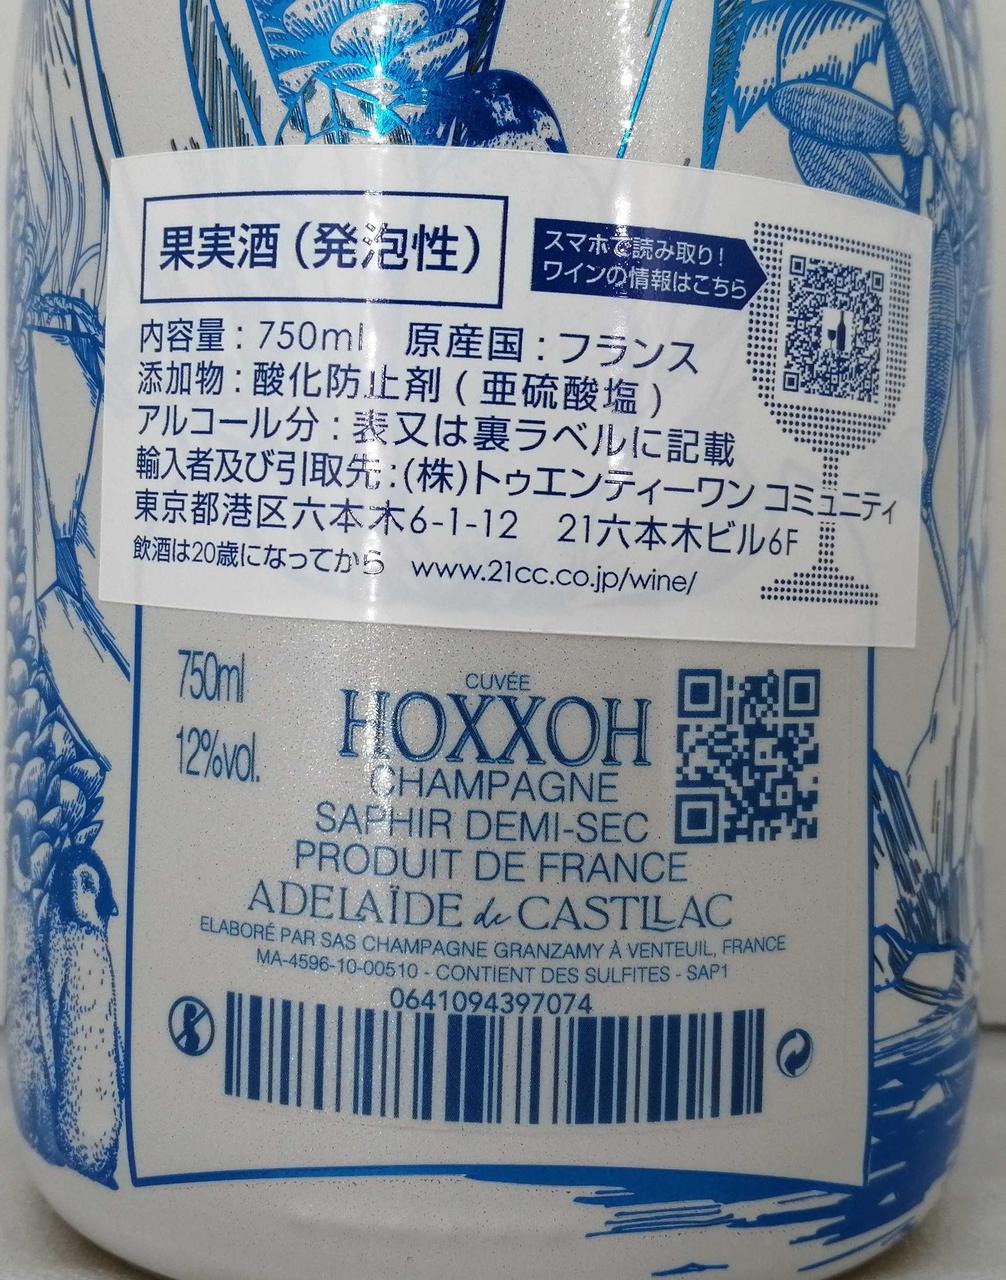 果実酒（発泡性）
スマホで読み取り！
ワインの情報はこちら
内容量：750ml　原産国：フランス
添加物：酸化防止剤（亜硫酸塩）
アルコール分：表又は裏ラベルに記載
輸入者及び引取先：(株)トゥエンティーワン コミュニティ
東京都港区六本木6-1-12　21六本木ビル6F
飲酒は20歳になってから　www.21cc.co.jp/wine/
750ml
12%vol.
CUVÉE
HOXXOH
CHAMPAGNE
SAPHIR DEMI-SEC
PRODUIT DE FRANCE
ADELAÏDE de CASTILLAC
ELABORÉ PAR SAS CHAMPAGNE GRANZAMY À VENTEUIL, FRANCE
MA-4596-10-00510 - CONTIENT DES SULFITES - SAP1
0641094397074